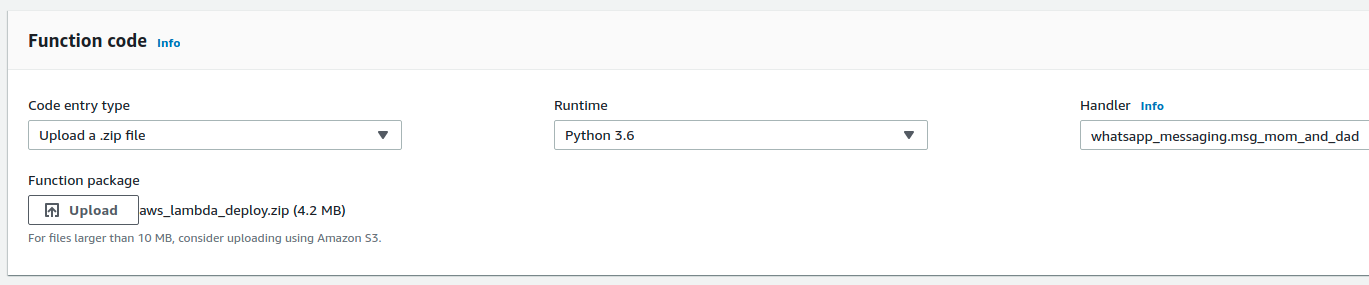 Function code Info
Code entry type
Runtime
Handler Info
Upload a .zip file
Python 3.6
whatsapp_messaging.msg_mom_and_dad
Function package
Upload aws_lambda_deploy.zip (4.2 MB)
For files larger than 10 MB, consider uploading using Amazon S3.